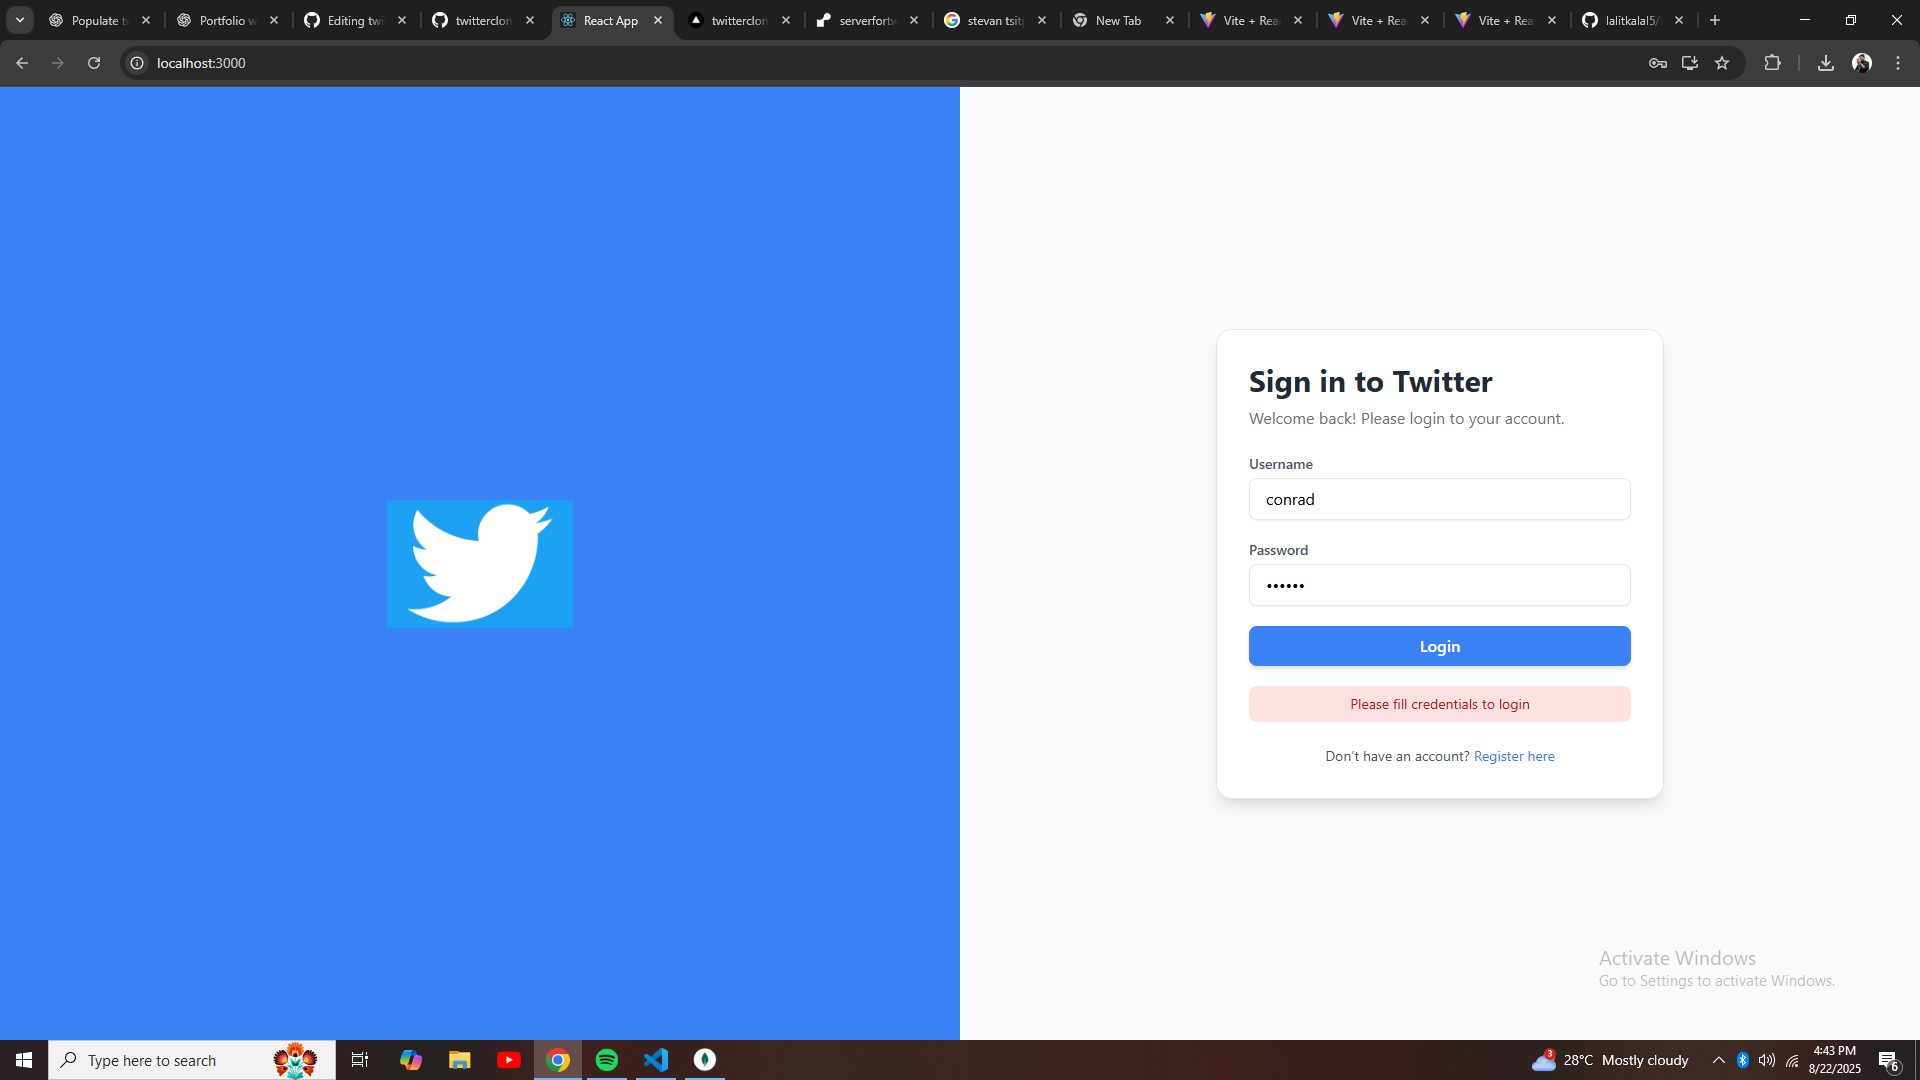 Populate tw
Portfolio w
Editing twi
twitterclon
React App
twitterclon
serverfortw
stevan tsitp
New Tab
Vite + Rea
Vite + Rea
Vite + Rea
lalitkalal5/
localhost:3000
Sign in to Twitter
Welcome back! Please login to your account.
Username
conrad
Password
••••••
Login
Please fill credentials to login
Don’t have an account? Register here
Activate Windows
Go to Settings to activate Windows.
Type here to search
3
28°C Mostly cloudy
4:43 PM
8/22/2025
6